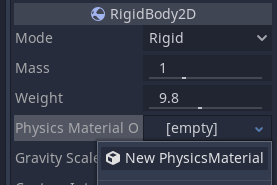 RigidBody2D
Mode Rigid
Mass 1
Weight 9.8
Physics Material O [empty]
Gravity Scale
New PhysicsMaterial